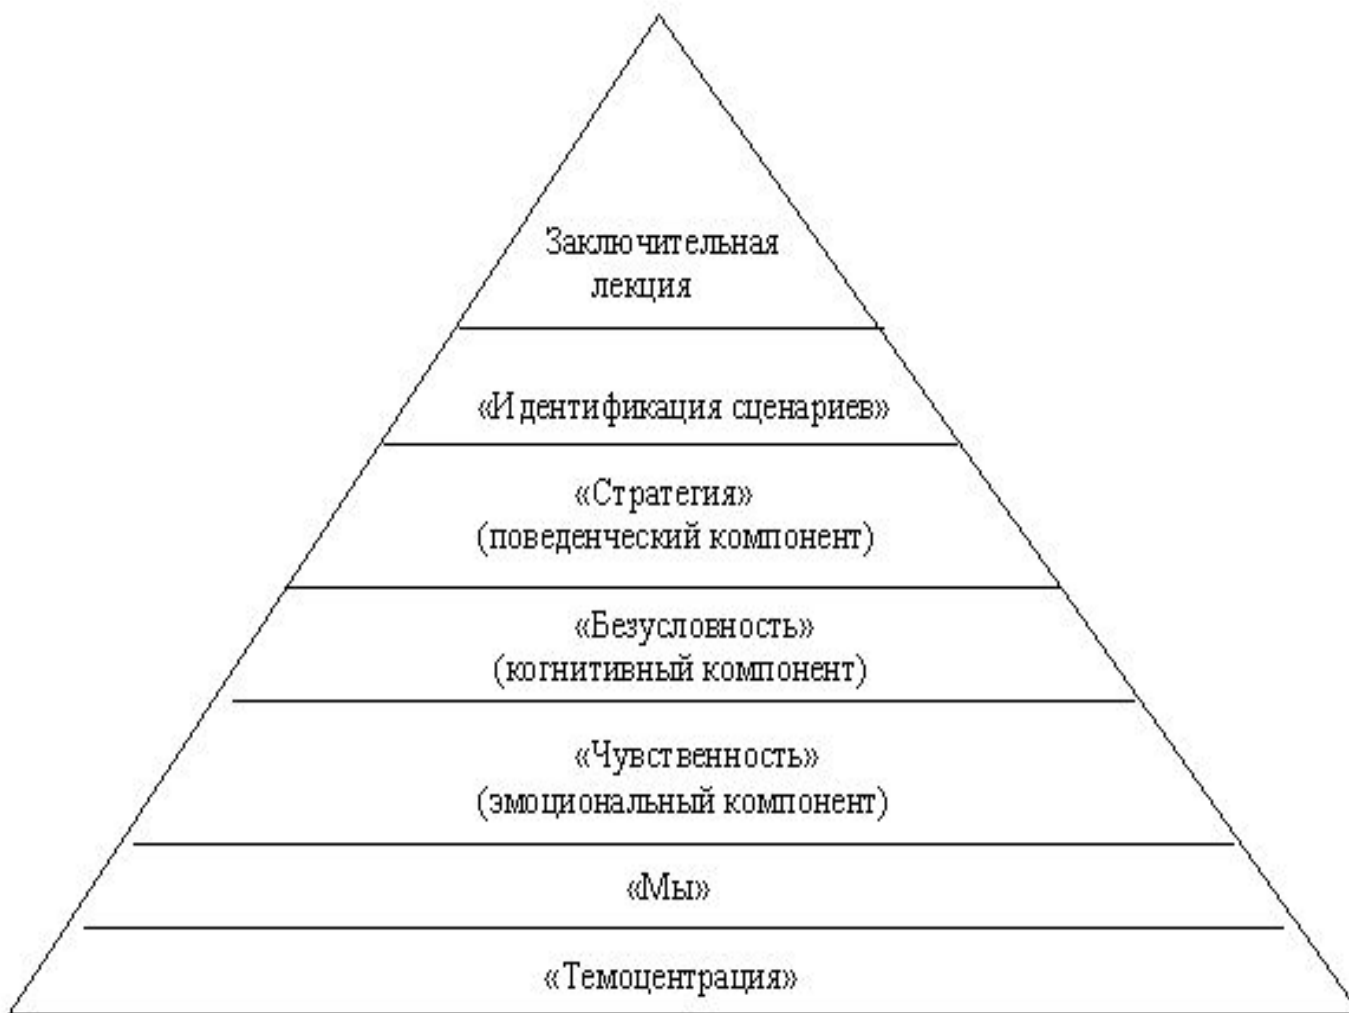 Заключительная
лекция
«Идентификация сценариев»
«Стратегия»
(поведенческий компонент)
«Безусловность»
(когнитивный компонент)
«Чувственность»
(эмоциональный компонент)
«Мы»
«Темоцентрация»